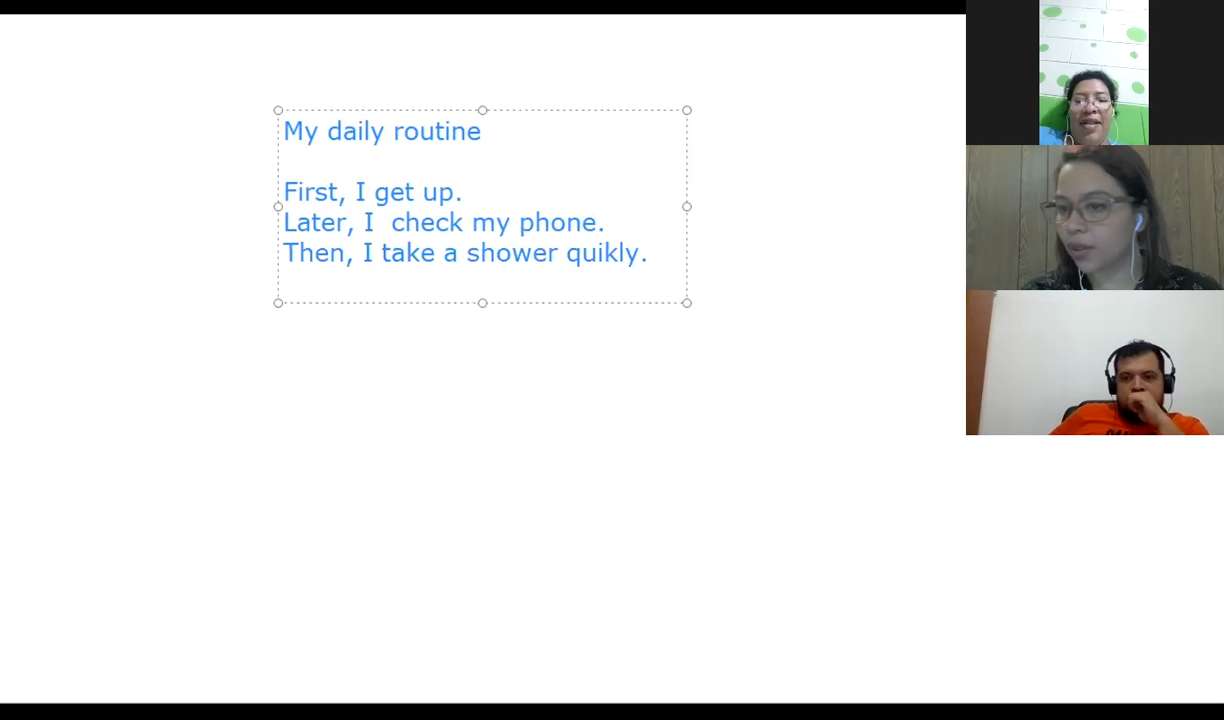 My daily routine
First, I get up.
Later, I  check my phone.
Then, I take a shower quikly.